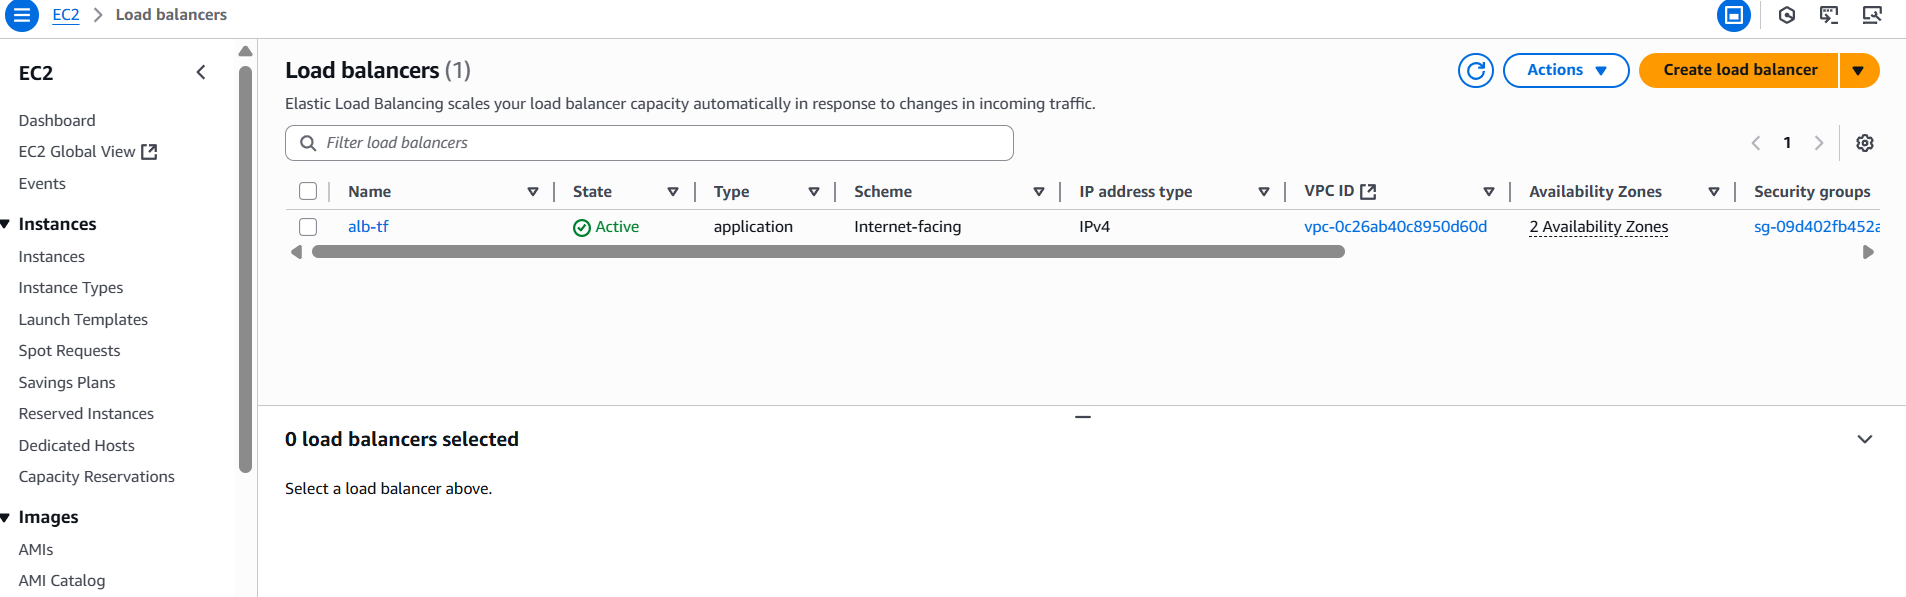 EC2 > Load balancers
EC2
Dashboard
EC2 Global View
Events
Instances
Instances
Instance Types
Launch Templates
Spot Requests
Savings Plans
Reserved Instances
Dedicated Hosts
Capacity Reservations
Images
AMIs
AMI Catalog
Load balancers (1)
Actions
Create load balancer
Elastic Load Balancing scales your load balancer capacity automatically in response to changes in incoming traffic.
Filter load balancers
1
Name State Type Scheme IP address type VPC ID Availability Zones Security groups
alb-tf Active application Internet-facing IPv4 vpc-0c26ab40c8950d60d 2 Availability Zones sg-09d402fb452a
0 load balancers selected
Select a load balancer above.